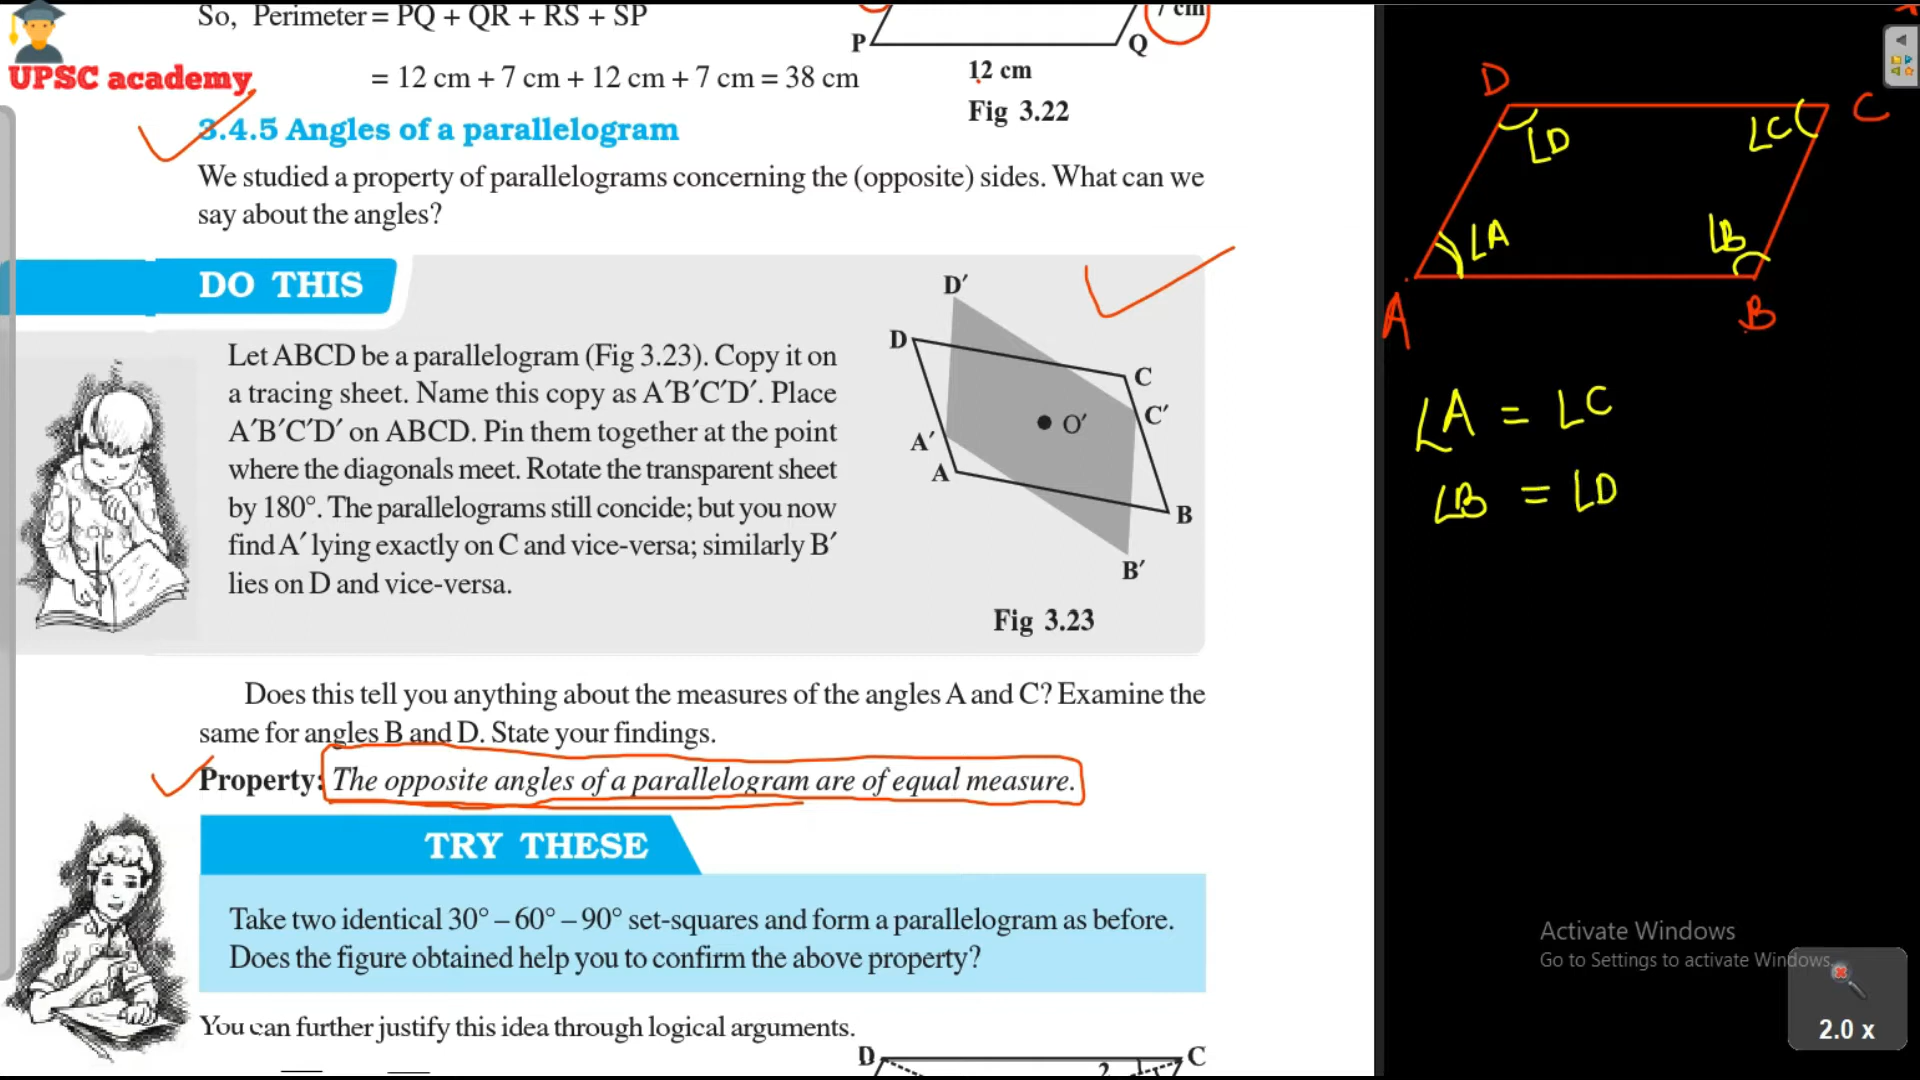 So, Perimeter = PQ + QR + RS + SP
= 12 cm + 7 cm + 12 cm + 7 cm = 38 cm
P
Q
7 cm
12 cm
Fig 3.22
UPSC academy
3.4.5 Angles of a parallelogram
We studied a property of parallelograms concerning the (opposite) sides. What can we
say about the angles?
DO THIS
Let ABCD be a parallelogram (Fig 3.23). Copy it on
a tracing sheet. Name this copy as A′B′C′D′. Place
A′B′C′D′ on ABCD. Pin them together at the point
where the diagonals meet. Rotate the transparent sheet
by 180°. The parallelograms still concide; but you now
find A′ lying exactly on C and vice-versa; similarly B′
lies on D and vice-versa.
D′
D
C
C′
O′
A′
A
B
B′
Fig 3.23
Does this tell you anything about the measures of the angles A and C? Examine the
same for angles B and D. State your findings.
Property: The opposite angles of a parallelogram are of equal measure.
TRY THESE
Take two identical 30° – 60° – 90° set-squares and form a parallelogram as before.
Does the figure obtained help you to confirm the above property?
You can further justify this idea through logical arguments.
D
C
2
D
C
∠D
∠C
∠A
∠B
A
B
∠A = ∠C
∠B = ∠D
Activate Windows
Go to Settings to activate Windows.
2.0 x